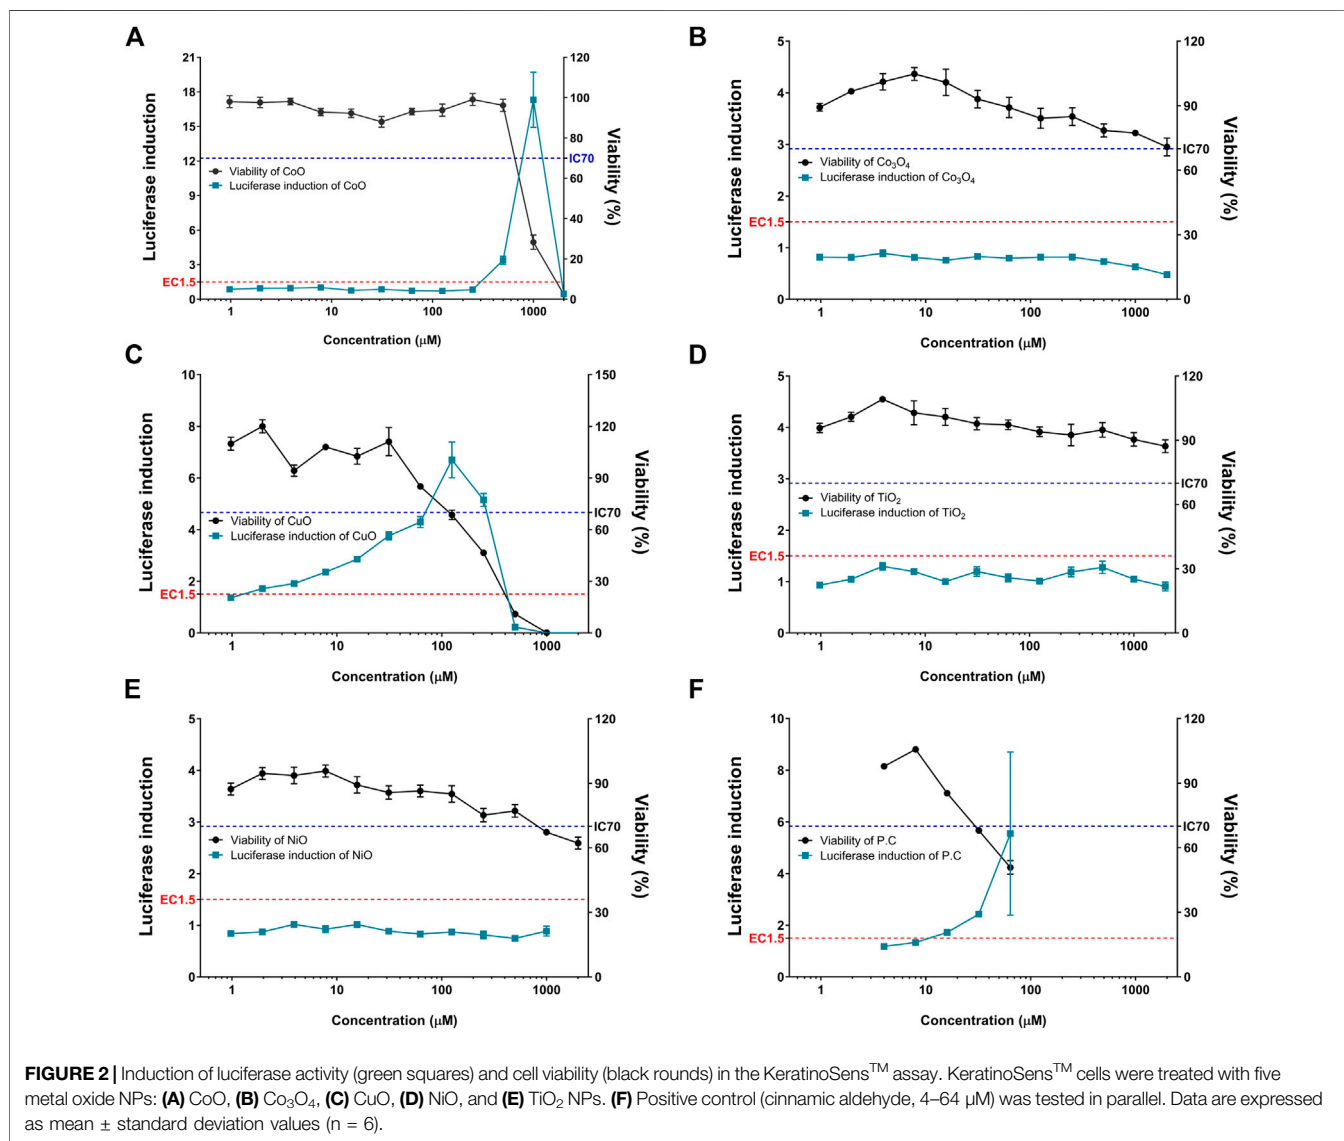 A
Luciferase induction
21
18
15
12
9
6
3
0
EC1.5
120
100
80
IC70
60
40
20
0
Viability (%)
Viability of CoO
Luciferase induction of CoO
1
10
100
1000
Concentration (µM)
B
Luciferase induction
5
4
3
2
EC1.5
1
0
120
90
IC70
60
30
0
Viability (%)
Viability of Co₃O₄
Luciferase induction of Co₃O₄
1
10
100
1000
Concentration (µM)
C
Luciferase induction
10
8
6
4
2
EC1.5
0
150
120
90
IC70
60
30
0
Viability (%)
Viability of CuO
Luciferase induction of CuO
1
10
100
1000
Concentration (µM)
D
Luciferase induction
5
4
3
2
EC1.5
1
0
120
90
IC70
60
30
0
Viability (%)
Viability of TiO₂
Luciferase induction of TiO₂
1
10
100
1000
Concentration (µM)
E
Luciferase induction
5
4
3
2
EC1.5
1
0
120
90
IC70
60
30
0
Viability (%)
Viability of NiO
Luciferase induction of NiO
1
10
100
1000
Concentration (µM)
F
Luciferase induction
10
8
6
4
2
EC1.5
0
120
90
IC70
60
30
0
Viability (%)
Viability of P.C
Luciferase induction of P.C
1
10
100
1000
Concentration (µM)
FIGURE 2 | Induction of luciferase activity (green squares) and cell viability (black rounds) in the KeratinoSens™ assay. KeratinoSens™ cells were treated with five
metal oxide NPs: (A) CoO, (B) Co₃O₄, (C) CuO, (D) NiO, and (E) TiO₂ NPs. (F) Positive control (cinnamic aldehyde, 4–64 µM) was tested in parallel. Data are expressed
as mean ± standard deviation values (n = 6).